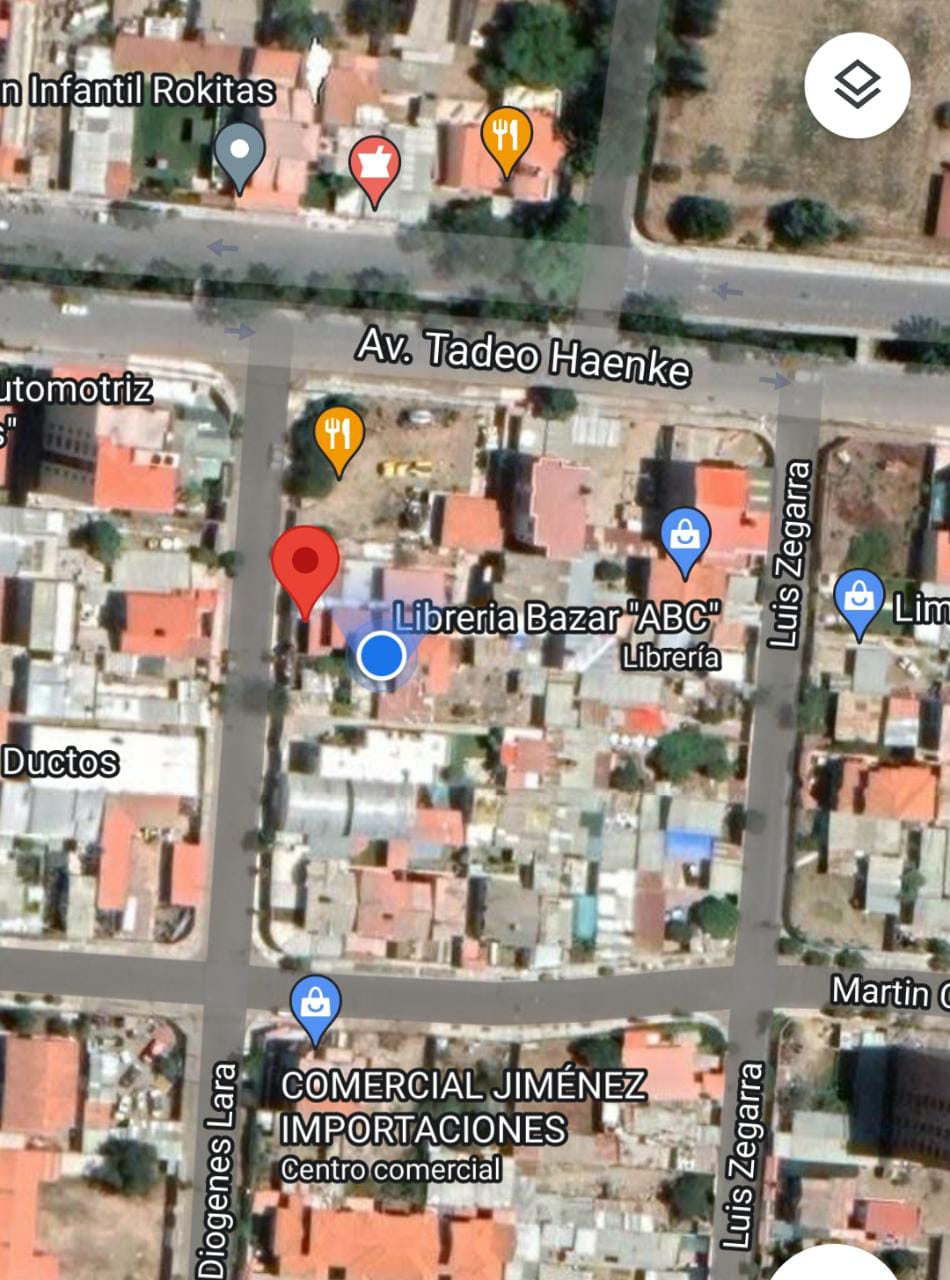 n Infantil Rokitas
Av. Tadeo Haenke
utomotriz
s"
Luis Zegarra
Libreria Bazar "ABC"
Librería
Lim
Ductos
Martin
COMERCIAL JIMÉNEZ
IMPORTACIONES
Centro comercial
Diogenes Lara
Luis Zegarra